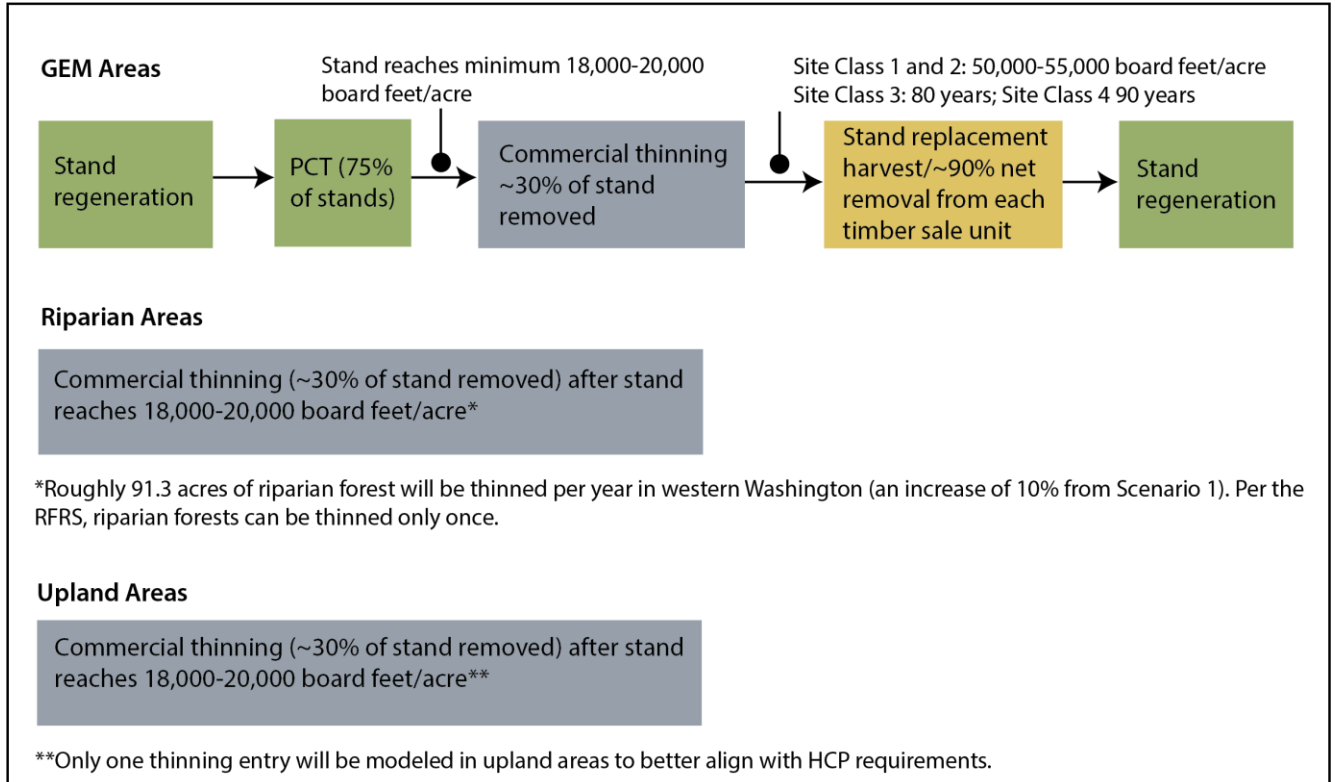 GEM Areas
Stand reaches minimum 18,000-20,000
board feet/acre
Site Class 1 and 2: 50,000-55,000 board feet/acre
Site Class 3: 80 years; Site Class 4 90 years
Stand
regeneration
PCT (75%
of stands)
Commercial thinning
~30% of stand
removed
Stand replacement
harvest/~90% net
removal from each
timber sale unit
Stand
regeneration
Riparian Areas
Commercial thinning (~30% of stand removed) after stand
reaches 18,000-20,000 board feet/acre*
*Roughly 91.3 acres of riparian forest will be thinned per year in western Washington (an increase of 10% from Scenario 1). Per the
RFRS, riparian forests can be thinned only once.
Upland Areas
Commercial thinning (~30% of stand removed) after stand
reaches 18,000-20,000 board feet/acre**
**Only one thinning entry will be modeled in upland areas to better align with HCP requirements.